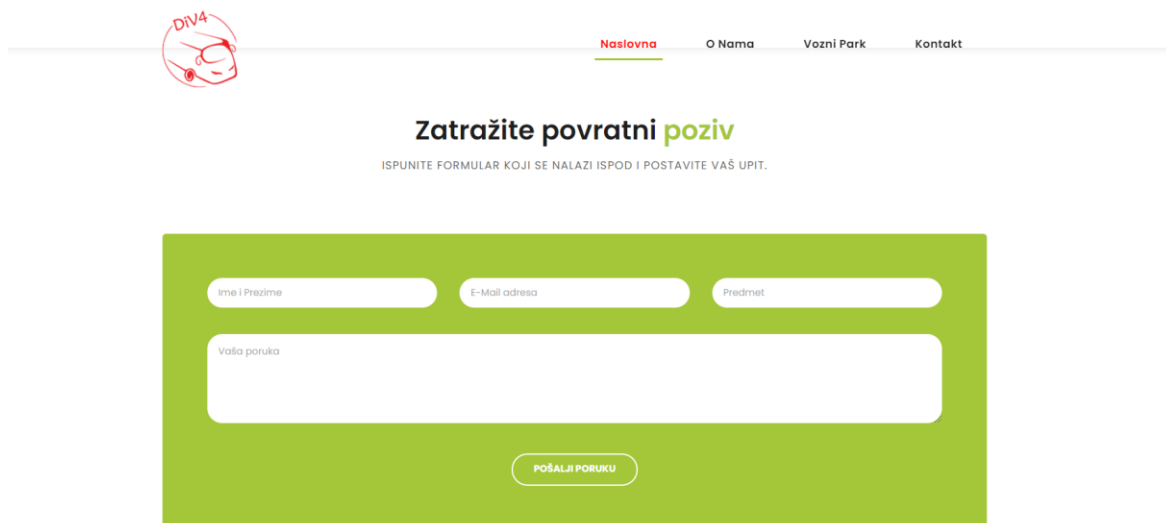 DiV4
Naslovna O Nama Vozni Park Kontakt
Zatražite povratni poziv
ISPUNITE FORMULAR KOJI SE NALAZI ISPOD I POSTAVITE VAŠ UPIT.
Ime i Prezime E-Mail adresa Predmet
Vaša poruka
POŠALJI PORUKU